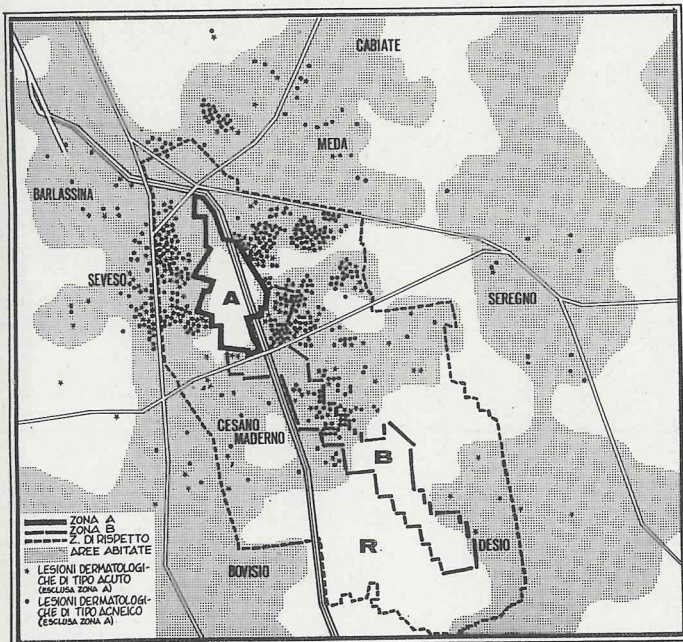 CABIATE
MEDA
BARLASSINA
SEVESO
A
SEREGNO
CESANO
MADERNO
B
R
DESIO
BOVISIO
ZONA A
ZONA B
Z. DI RISPETTO
AREE ABITATE
* LESIONI DERMATOLOGI-
CHE DI TIPO ACUTO
(ESCLUSA ZONA A)
• LESIONI DERMATOLOGI-
CHE DI TIPO ACNEICO
(ESCLUSA ZONA A)